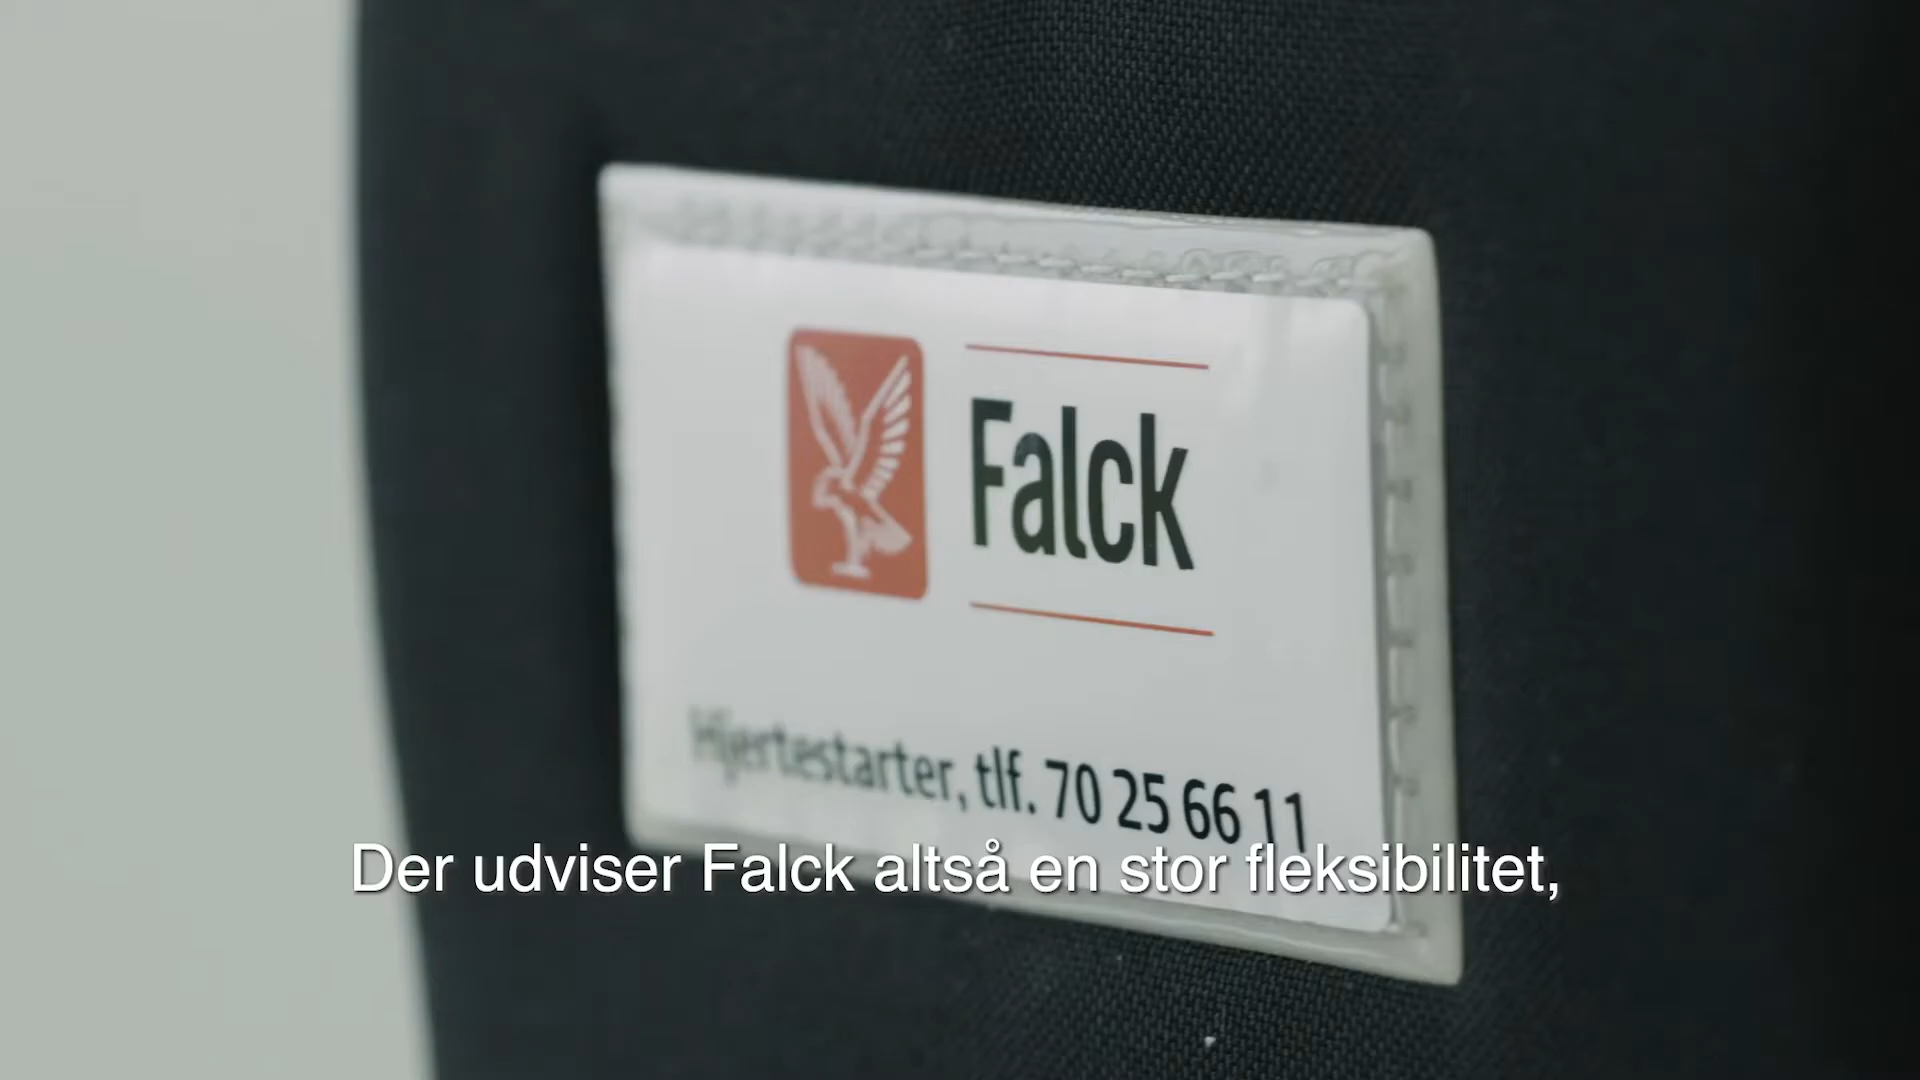 Falck
Hjertestarter, tlf. 70 25 66 11
Der udviser Falck altså en stor fleksibilitet,